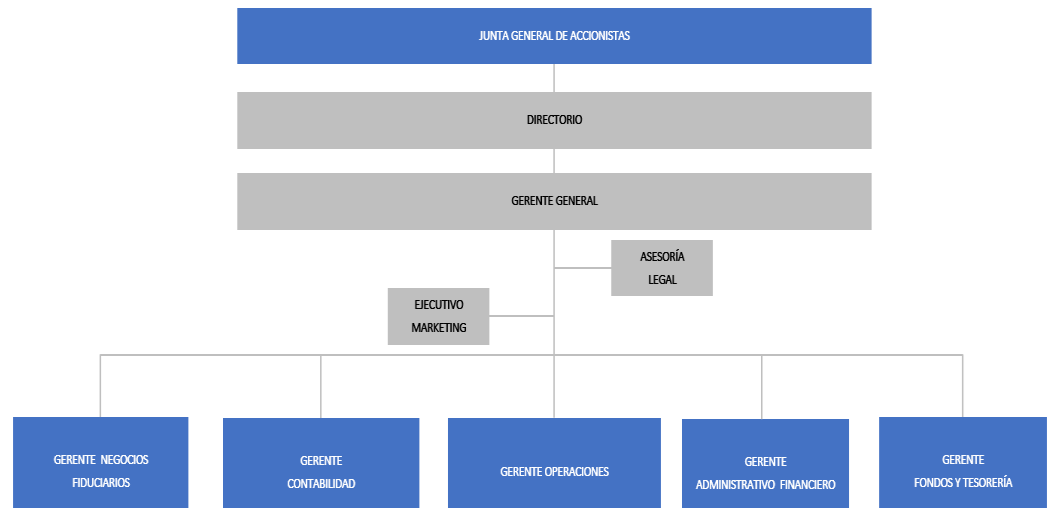 JUNTA GENERAL DE ACCIONISTAS
DIRECTORIO
GERENTE GENERAL
ASESORÍA
LEGAL
EJECUTIVO
MARKETING
GERENTE NEGOCIOS
FIDUCIARIOS
GERENTE
CONTABILIDAD
GERENTE OPERACIONES
GERENTE
ADMINISTRATIVO FINANCIERO
GERENTE
FONDOS Y TESORERÍA